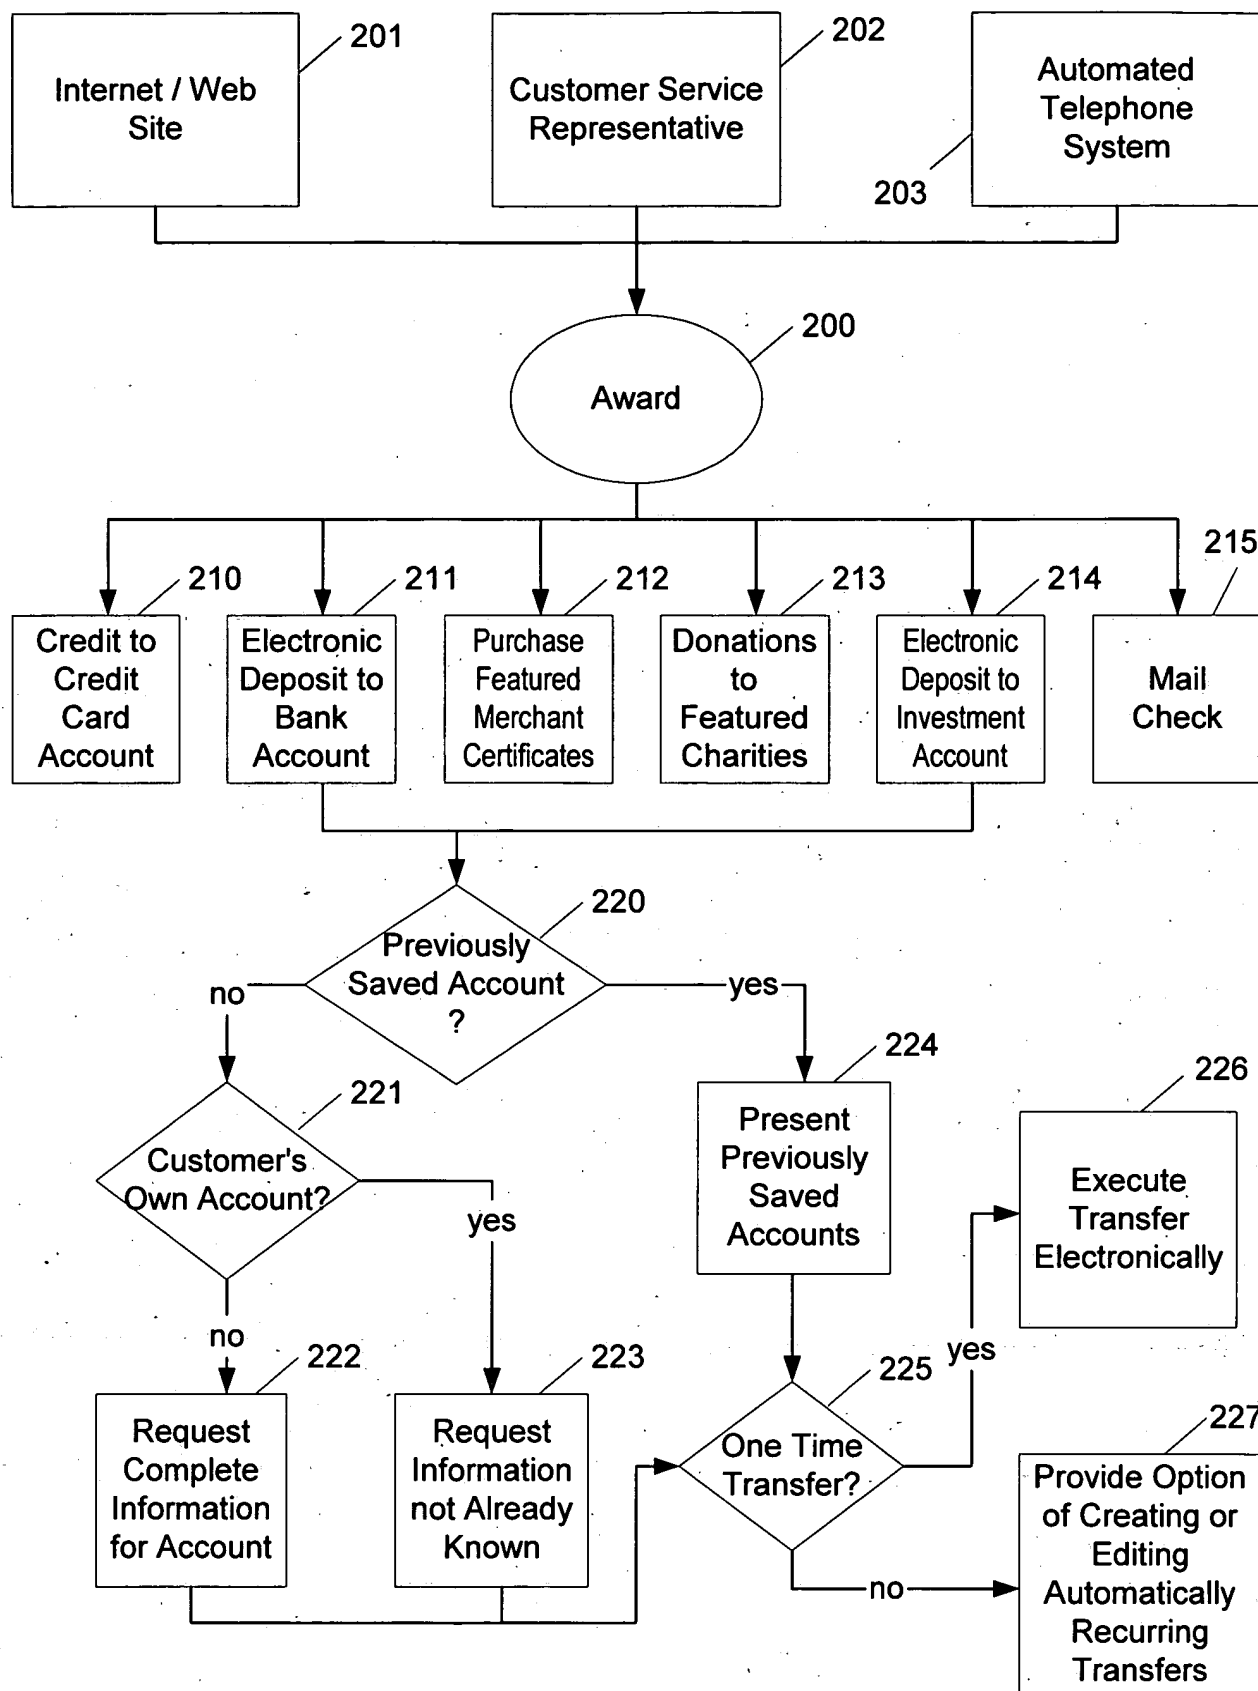 201
Internet / Web
Site
202
Customer Service
Representative
Automated
Telephone
System
203
200
Award
210
Credit to
Credit
Card
Account
211
Electronic
Deposit to
Bank
Account
212
Purchase
Featured
Merchant
Certificates
213
Donations
to
Featured
Charities
214
Electronic
Deposit to
Investment
Account
215
Mail
Check
220
Previously
Saved Account
?
no
yes
221
Customer's
Own Account?
yes
no
224
Present
Previously
Saved
Accounts
226
Execute
Transfer
Electronically
222
Request
Complete
Information
for Account
223
Request
Information
not Already
Known
225
One Time
Transfer?
yes
no
227
Provide Option
of Creating or
Editing
Automatically
Recurring
Transfers